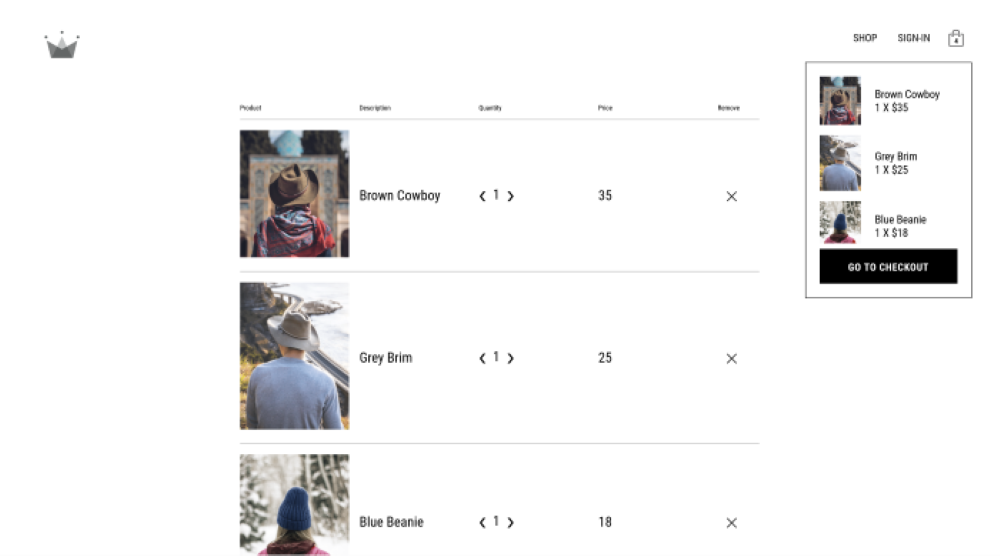 SHOP SIGN-IN
4
Product Description Quantity Price Remove
Brown Cowboy ❮ 1 ❯ 35 ✕
Grey Brim ❮ 1 ❯ 25 ✕
Blue Beanie ❮ 1 ❯ 18 ✕
Brown Cowboy
1 X $35
Grey Brim
1 X $25
Blue Beanie
1 X $18
GO TO CHECKOUT